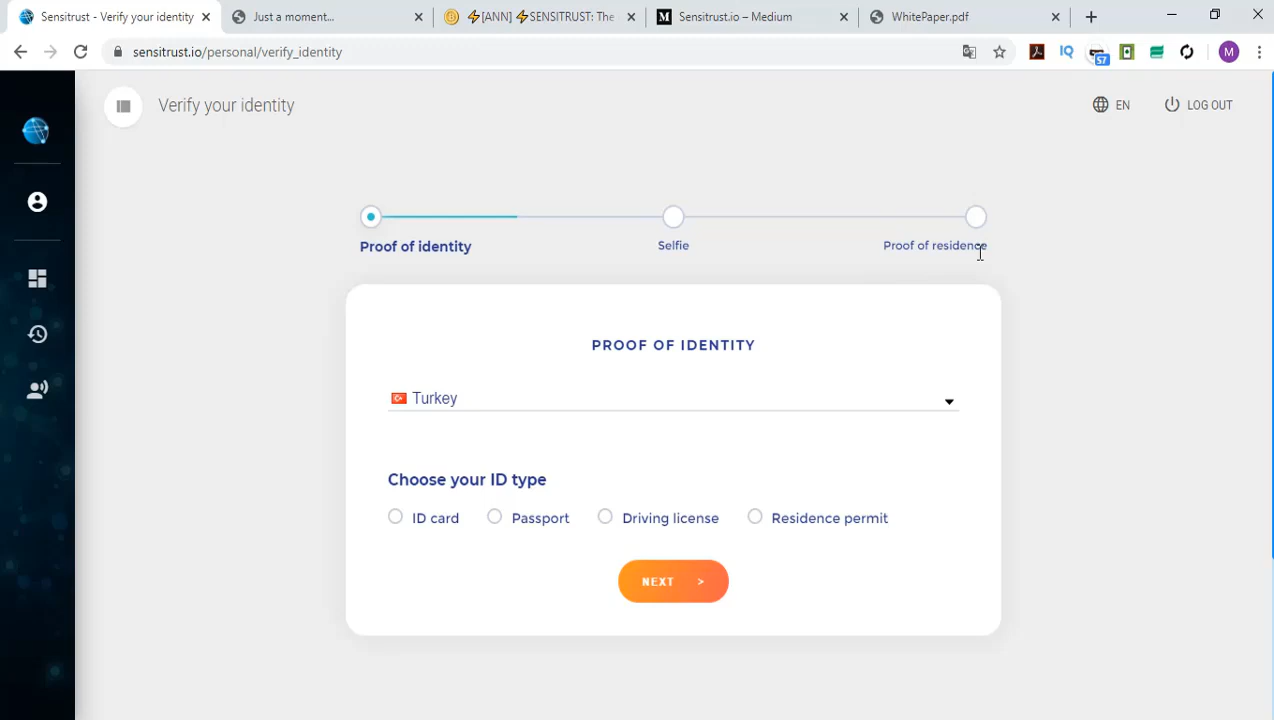 Sensitrust - Verify your identity
Just a moment...
⚡[ANN] ⚡SENSITRUST: The
Sensitrust.io – Medium
WhitePaper.pdf
sensitrust.io/personal/verify_identity
IQ
57
M
Verify your identity
EN
LOG OUT
Proof of identity
Selfie
Proof of residence
PROOF OF IDENTITY
Turkey
Choose your ID type
ID card
Passport
Driving license
Residence permit
NEXT >